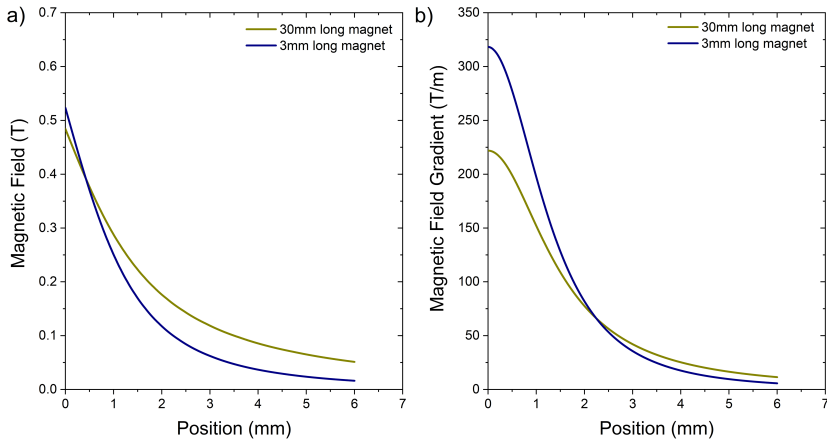 a)
Magnetic Field (T)
0.7
0.6
0.5
0.4
0.3
0.2
0.1
0.0
30mm long magnet
3mm long magnet
0 1 2 3 4 5 6 7
Position (mm)
b)
Magnetic Field Gradient (T/m)
350
300
250
200
150
100
50
0
30mm long magnet
3mm long magnet
0 1 2 3 4 5 6 7
Position (mm)